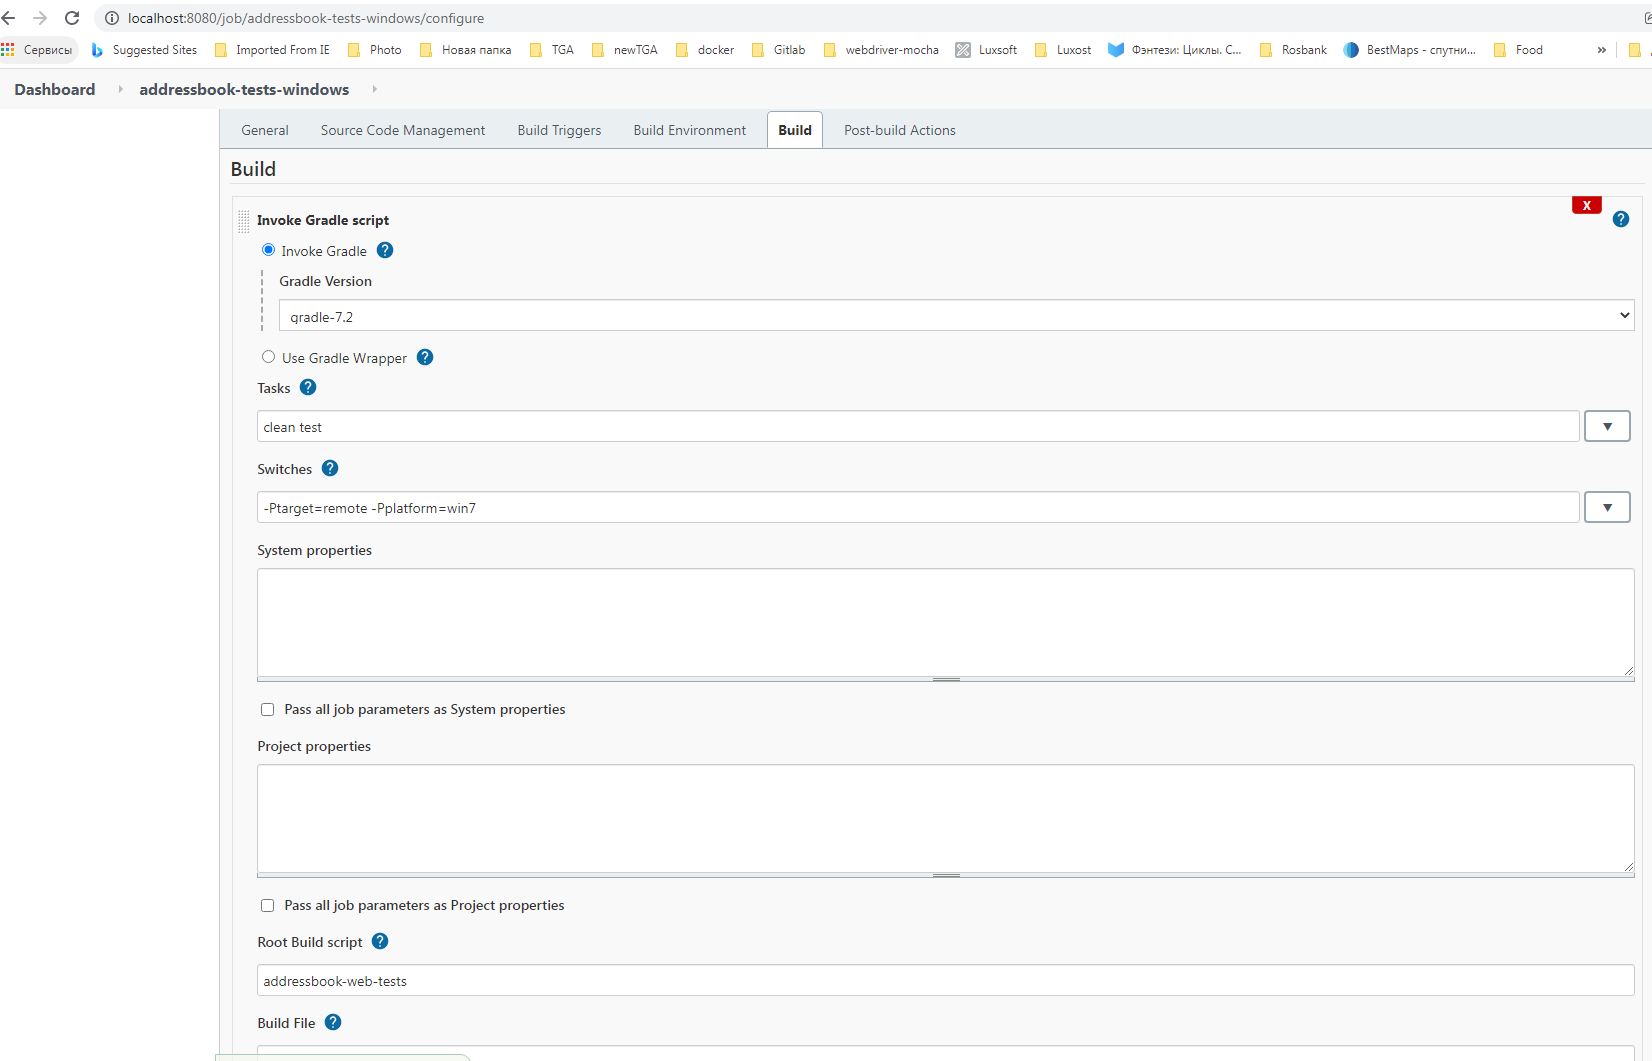 localhost:8080/job/addressbook-tests-windows/configure
Сервисы Suggested Sites Imported From IE Photo Новая папка TGA newTGA docker Gitlab webdriver-mocha Luxsoft Luxost Фэнтези: Циклы. С... Rosbank BestMaps - спутни... Food »
Dashboard addressbook-tests-windows
General Source Code Management Build Triggers Build Environment Build Post-build Actions
Build
X
Invoke Gradle script ?
Invoke Gradle ?
Gradle Version
gradle-7.2
Use Gradle Wrapper ?
Tasks ?
clean test
Switches ?
-Ptarget=remote -Pplatform=win7
System properties
Pass all job parameters as System properties
Project properties
Pass all job parameters as Project properties
Root Build script ?
addressbook-web-tests
Build File ?